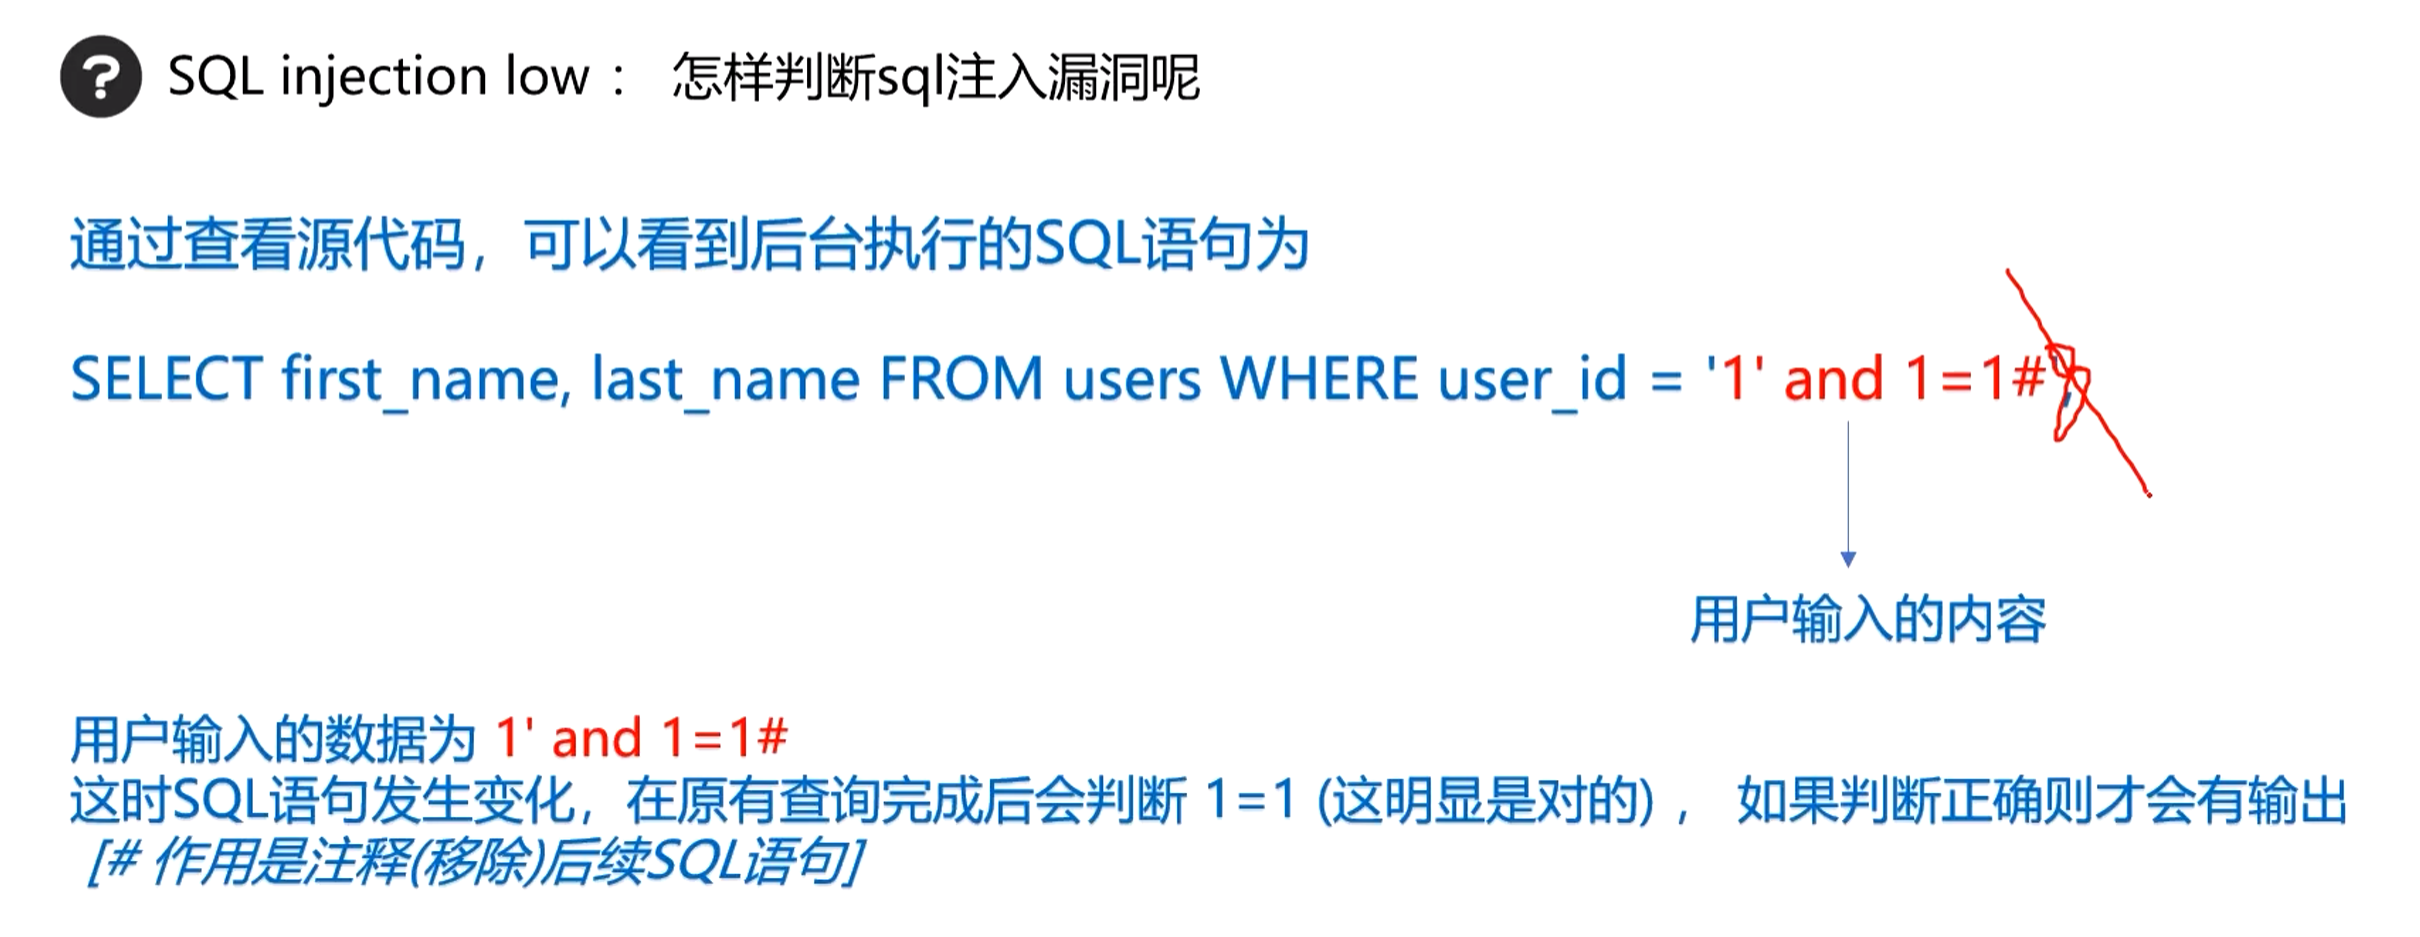 ? SQL injection low： 怎样判断sql注入漏洞呢
通过查看源代码，可以看到后台执行的SQL语句为
SELECT first_name, last_name FROM users WHERE user_id = '1' and 1=1#';
用户输入的内容
用户输入的数据为 1' and 1=1#
这时SQL语句发生变化，在原有查询完成后会判断 1=1 (这明显是对的) ， 如果判断正确则才会有输出
[# 作用是注释(移除)后续SQL语句]